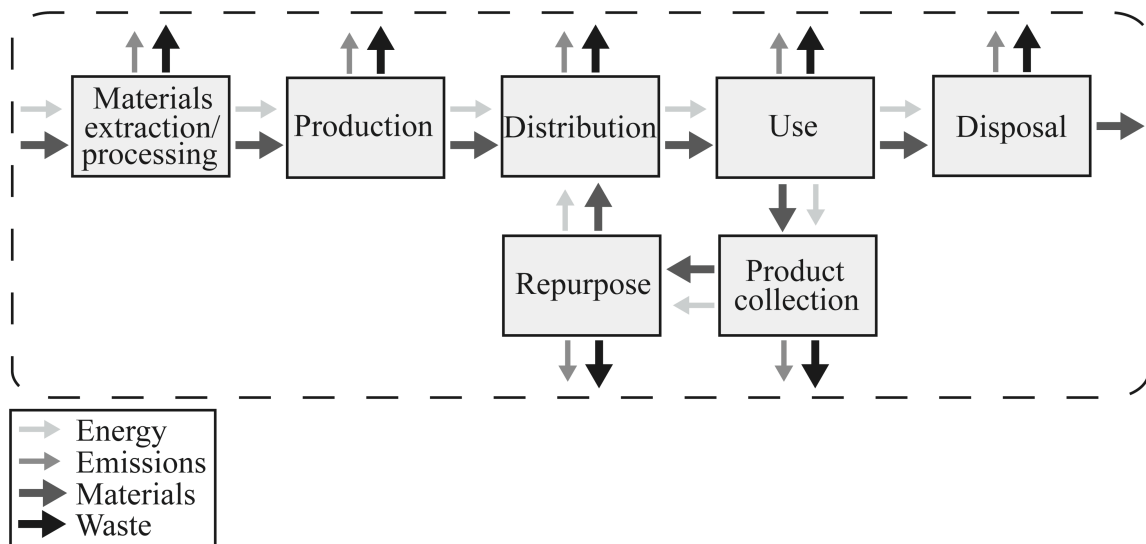 Materials
extraction/
processing
Production
Distribution
Use
Disposal
Repurpose
Product
collection
Energy
Emissions
Materials
Waste